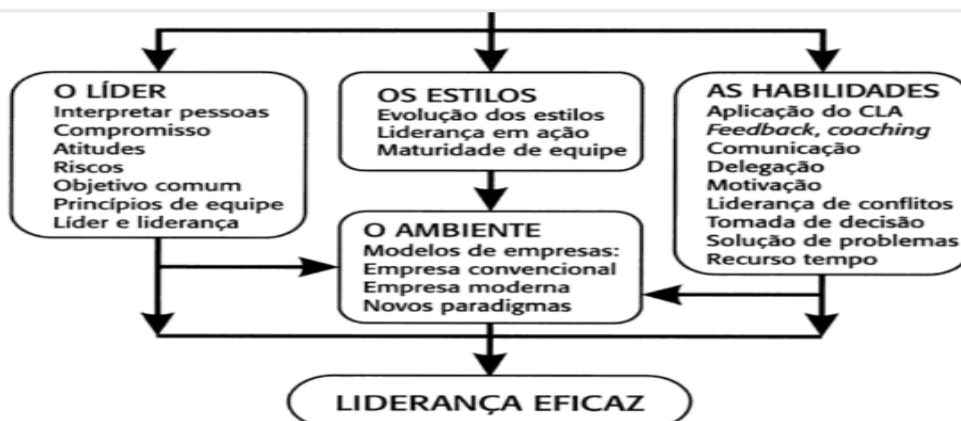 O LÍDER
Interpretar pessoas
Compromisso
Atitudes
Riscos
Objetivo comum
Princípios de equipe
Líder e liderança
OS ESTILOS
Evolução dos estilos
Liderança em ação
Maturidade de equipe
AS HABILIDADES
Aplicação do CLA
Feedback, coaching
Comunicação
Delegação
Motivação
Liderança de conflitos
Tomada de decisão
Solução de problemas
Recurso tempo
O AMBIENTE
Modelos de empresas:
Empresa convencional
Empresa moderna
Novos paradigmas
LIDERANÇA EFICAZ